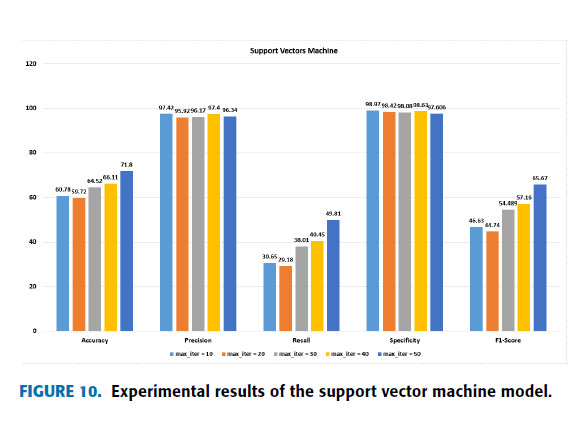 Support Vectors Machine
120
100
80
60
40
20
0
60.78 59.72 64.52 66.11 71.8
97.42 95.92 96.17 97.4 96.34
30.65 29.18 38.01 40.45 49.81
98.97 98.42 98.08 98.63 97.606
46.63 44.74 54.489 57.16 65.67
Accuracy Precision Recall Specificity F1-Score
max_iter = 10 max_iter = 20 max_iter = 30 max_iter = 40 max_iter = 50
FIGURE 10. Experimental results of the support vector machine model.